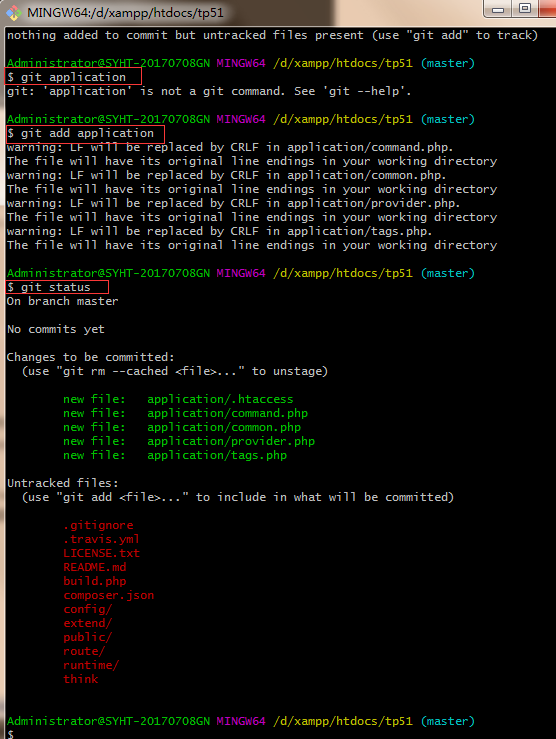 MINGW64:/d/xampp/htdocs/tp51
nothing added to commit but untracked files present (use "git add" to track)
Administrator@SYHT-20170708GN MINGW64 /d/xampp/htdocs/tp51 (master)
$ git application
git: 'application' is not a git command. See 'git --help'.
Administrator@SYHT-20170708GN MINGW64 /d/xampp/htdocs/tp51 (master)
$ git add application
warning: LF will be replaced by CRLF in application/command.php.
The file will have its original line endings in your working directory
warning: LF will be replaced by CRLF in application/common.php.
The file will have its original line endings in your working directory
warning: LF will be replaced by CRLF in application/provider.php.
The file will have its original line endings in your working directory
warning: LF will be replaced by CRLF in application/tags.php.
The file will have its original line endings in your working directory
Administrator@SYHT-20170708GN MINGW64 /d/xampp/htdocs/tp51 (master)
$ git status
On branch master
No commits yet
Changes to be committed:
(use "git rm --cached <file>..." to unstage)
new file: application/.htaccess
new file: application/command.php
new file: application/common.php
new file: application/provider.php
new file: application/tags.php
Untracked files:
(use "git add <file>..." to include in what will be committed)
.gitignore
.travis.yml
LICENSE.txt
README.md
build.php
composer.json
config/
extend/
public/
route/
runtime/
think
Administrator@SYHT-20170708GN MINGW64 /d/xampp/htdocs/tp51 (master)
$